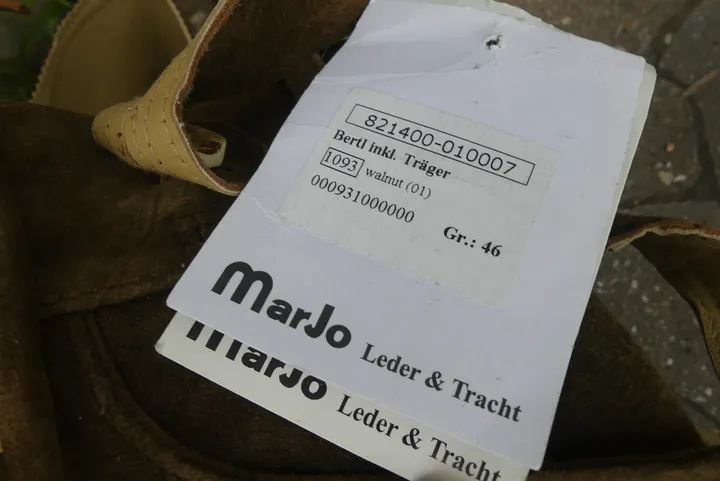 821400-010007
Bertl inkl. Träger
1093 walnut (01)
000931000000
Gr.: 46
marJo Leder & Tracht
marJo Leder & Tracht